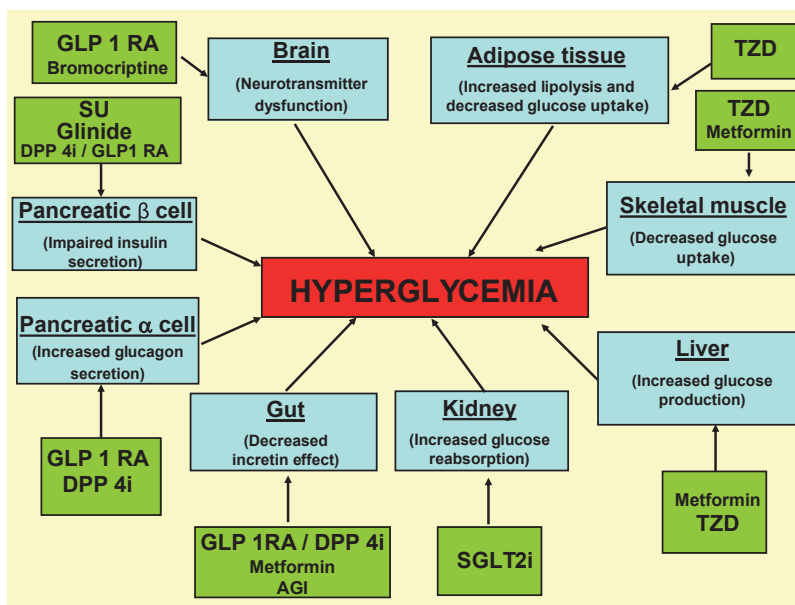 GLP 1 RA
Bromocriptine
Brain
(Neurotransmitter
dysfunction)
Adipose tissue
(Increased lipolysis and
decreased glucose uptake)
TZD
SU
Glinide
DPP 4i / GLP1 RA
TZD
Metformin
Pancreatic β cell
(Impaired insulin
secretion)
Skeletal muscle
(Decreased glucose
uptake)
HYPERGLYCEMIA
Pancreatic α cell
(Increased glucagon
secretion)
Liver
(Increased glucose
production)
Gut
(Decreased
incretin effect)
Kidney
(Increased glucose
reabsorption)
GLP 1 RA
DPP 4i
Metformin
TZD
GLP 1RA / DPP 4i
Metformin
AGI
SGLT2i